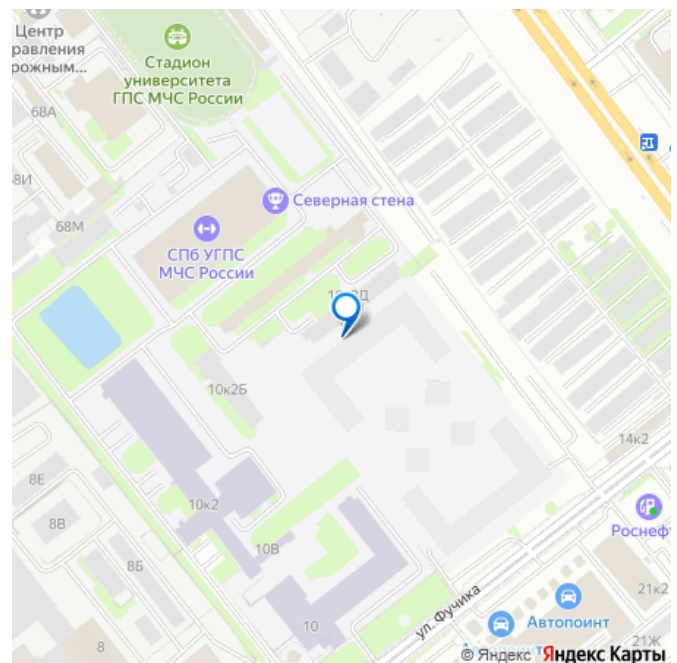 Центр
равления
рожным...
Стадион
университета
ГПС МЧС России
68А
8И
68М
Северная стена
СПб УГПС
МЧС России
10к2Б
14к2
8Е
10к2
Роснефт
8В
10В
8Б
ул. Фучика
21к2
Автопоинт
10
8
21Ж
© Яндекс Яндекс Карты